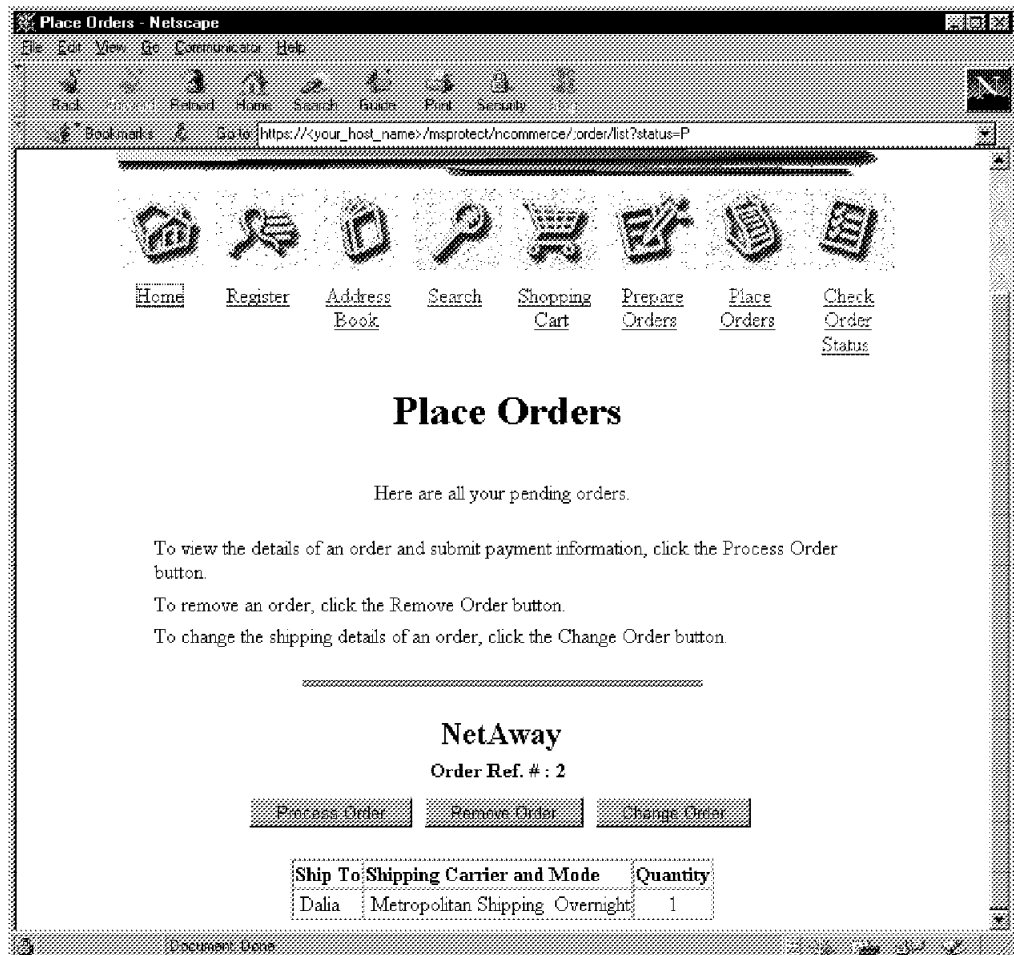 Place Orders - Netscape
File Edit View Go Communicator Help
Back Forward Reload Home Search Guide Print Security Stop
Bookmarks Go to: https://<your_host_name>/msprotect/ncommerce/;order/list?status=P
Home Register Address Book Search Shopping Cart Prepare Orders Place Orders Check Order Status
Place Orders
Here are all your pending orders.
To view the details of an order and submit payment information, click the Process Order
button.
To remove an order, click the Remove Order button.
To change the shipping details of an order, click the Change Order button.
NetAway
Order Ref. # : 2
Process Order Remove Order Change Order
Ship To Shipping Carrier and Mode Quantity
Dalia Metropolitan Shipping Overnight 1
Document: Done